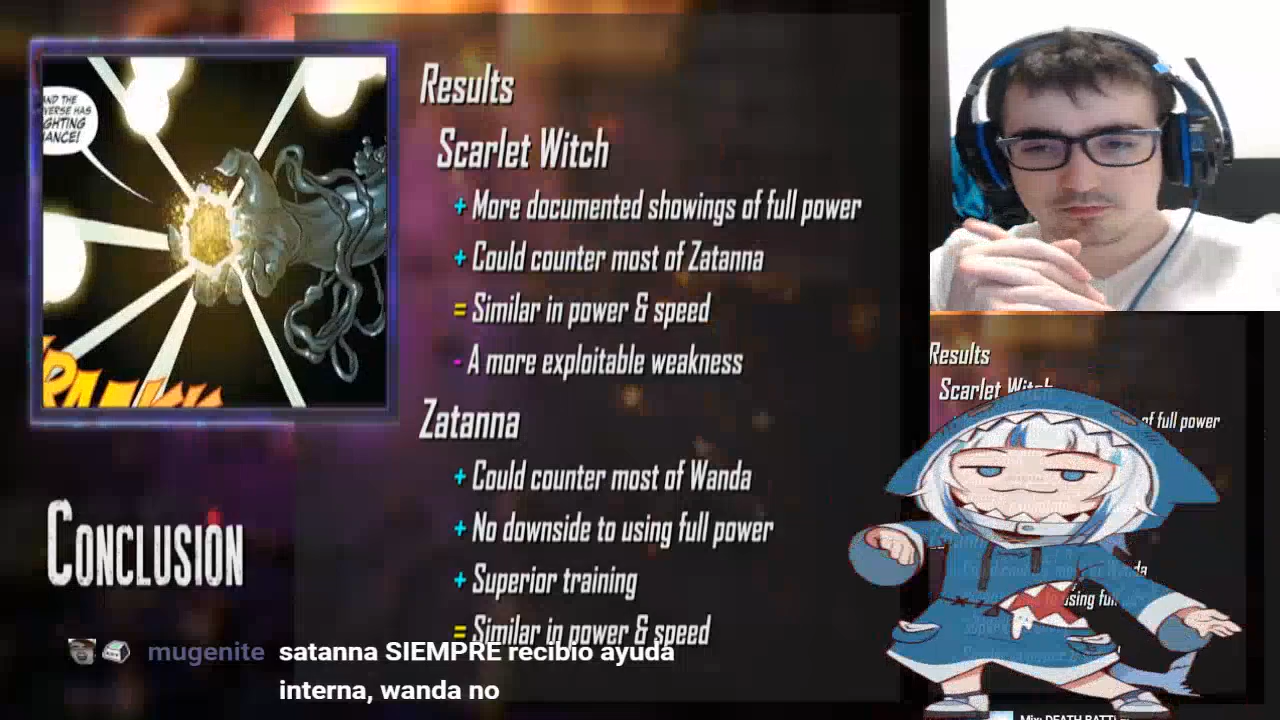 AND THE
VERSE HAS
GHTING
ANCE!
Results
Scarlet Witch
+ More documented showings of full power
+ Could counter most of Zatanna
= Similar in power & speed
- A more exploitable weakness
Zatanna
+ Could counter most of Wanda
+ No downside to using full power
+ Superior training
= Similar in power & speed
CONCLUSION
mugenite satanna SIEMPRE recibio ayuda
interna, wanda no
Results
Scarlet Witch
of full power